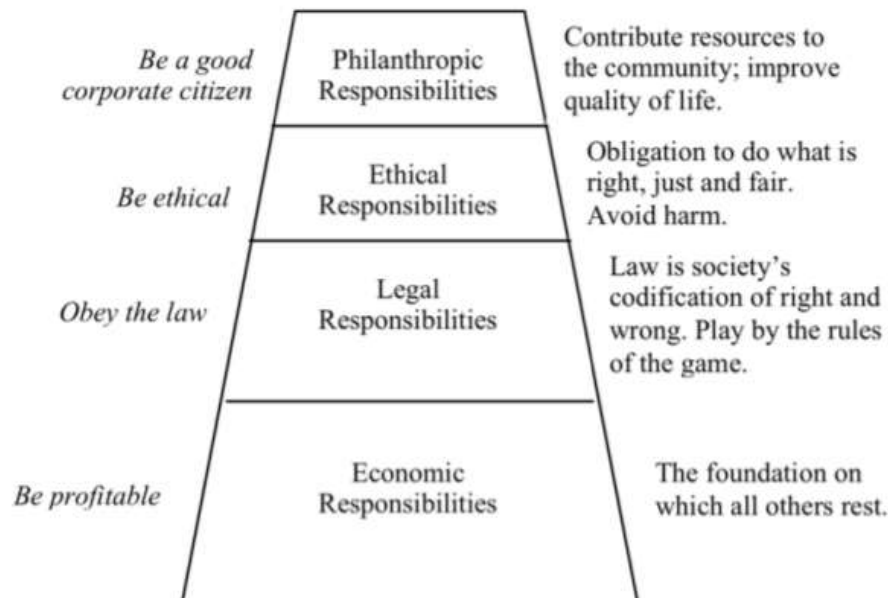 Be a good
corporate citizen
Philanthropic
Responsibilities
Contribute resources to
the community; improve
quality of life.
Be ethical
Ethical
Responsibilities
Obligation to do what is
right, just and fair.
Avoid harm.
Obey the law
Legal
Responsibilities
Law is society’s
codification of right and
wrong. Play by the rules
of the game.
Be profitable
Economic
Responsibilities
The foundation on
which all others rest.